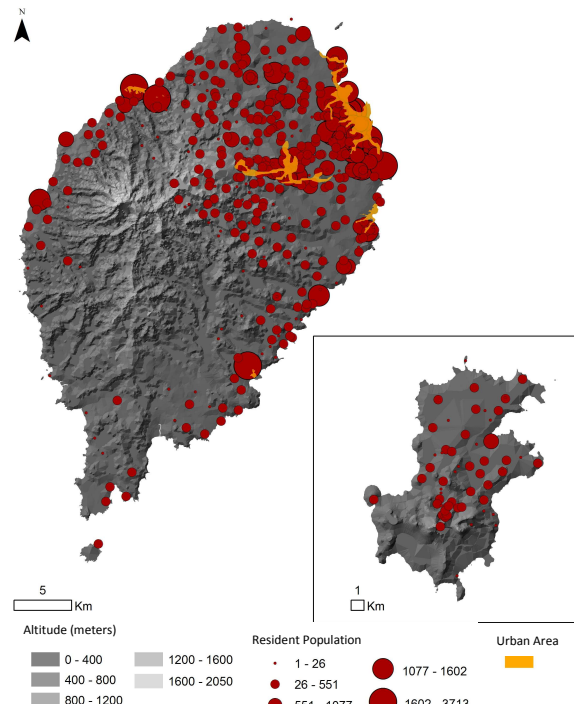 N
5
Km
1
Km
Altitude (meters)
0 - 400
400 - 800
800 - 1200
1200 - 1600
1600 - 2050
Resident Population
1 - 26
26 - 551
551 - 1077
1077 - 1602
1602 - 3713
Urban Area